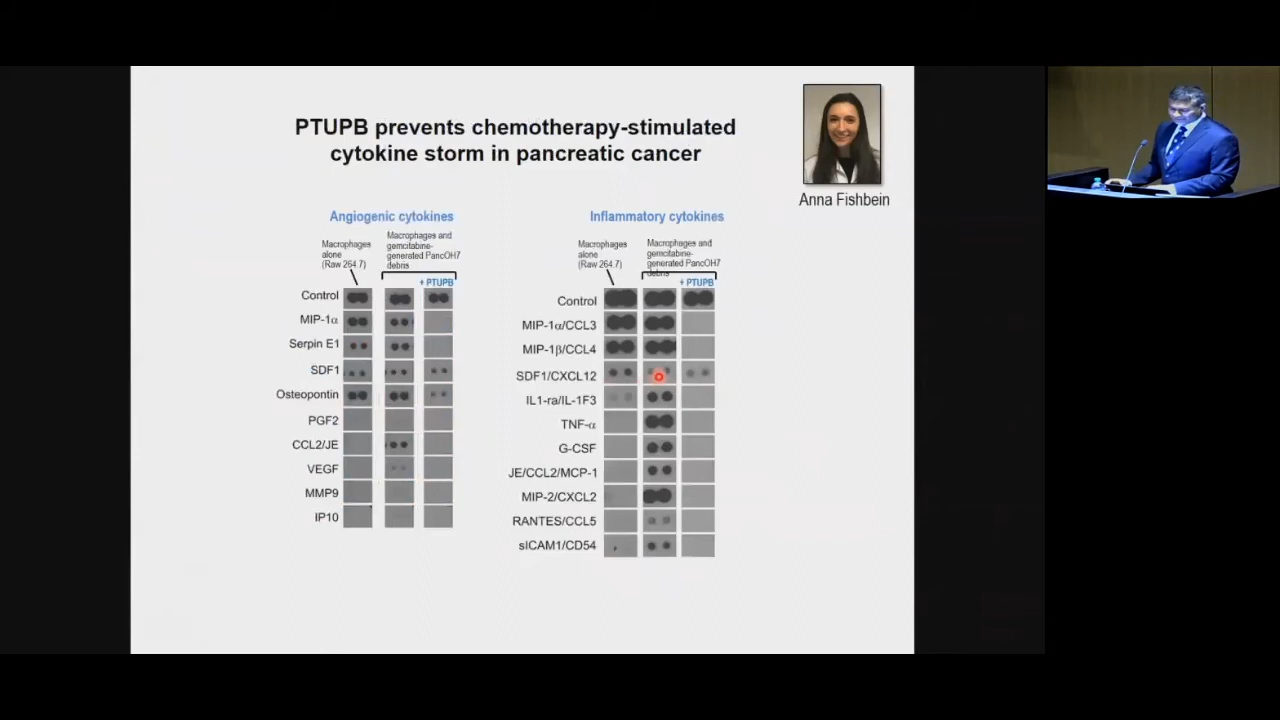 PTUPB prevents chemotherapy-stimulated
cytokine storm in pancreatic cancer
Anna Fishbein
Angiogenic cytokines
Macrophages
alone
(Raw 264.7)
Macrophages and
gemcitabine-
generated PancOH7
debris
+ PTUPB
Control
MIP-1α
Serpin E1
SDF1
Osteopontin
PGF2
CCL2/JE
VEGF
MMP9
IP10
Inflammatory cytokines
Macrophages
alone
(Raw 264.7)
Macrophages and
gemcitabine-
generated PancOH7
debris
+ PTUPB
Control
MIP-1α/CCL3
MIP-1β/CCL4
SDF1/CXCL12
IL1-ra/IL-1F3
TNF-α
G-CSF
JE/CCL2/MCP-1
MIP-2/CXCL2
RANTES/CCL5
sICAM1/CD54